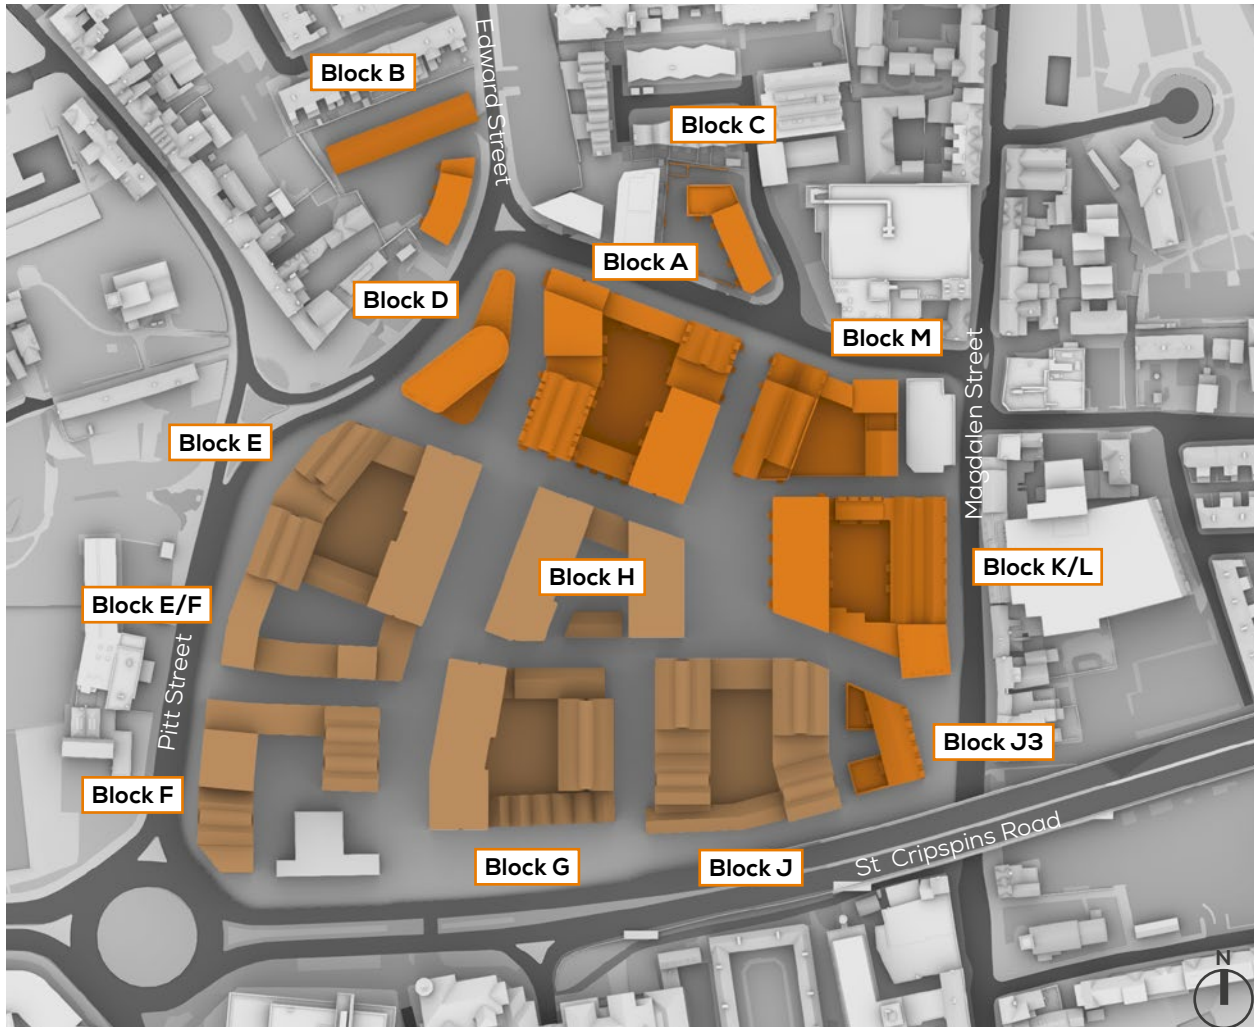 Edward Street
Block B
Block C
Block A
Block D
Block M
Magdalen Street
Block E
Block H
Block K/L
Block E/F
Pitt Street
Block J3
Block F
St Cripspins Road
Block G
Block J
N